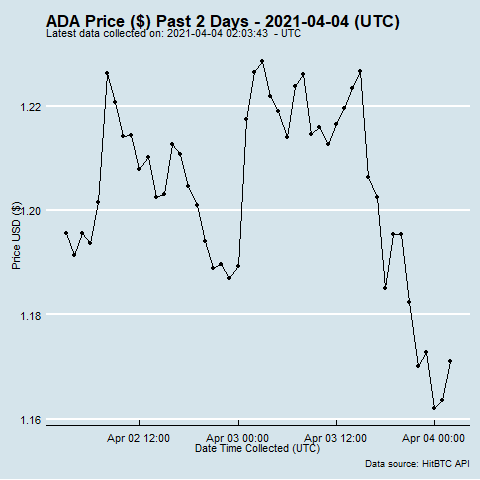 ADA Price ($) Past 2 Days - 2021-04-04 (UTC)
Latest data collected on: 2021-04-04 02:03:43 - UTC
1.22
1.20
1.18
1.16
Price USD ($)
Apr 02 12:00 Apr 03 00:00 Apr 03 12:00 Apr 04 00:00
Date Time Collected (UTC)
Data source: HitBTC API